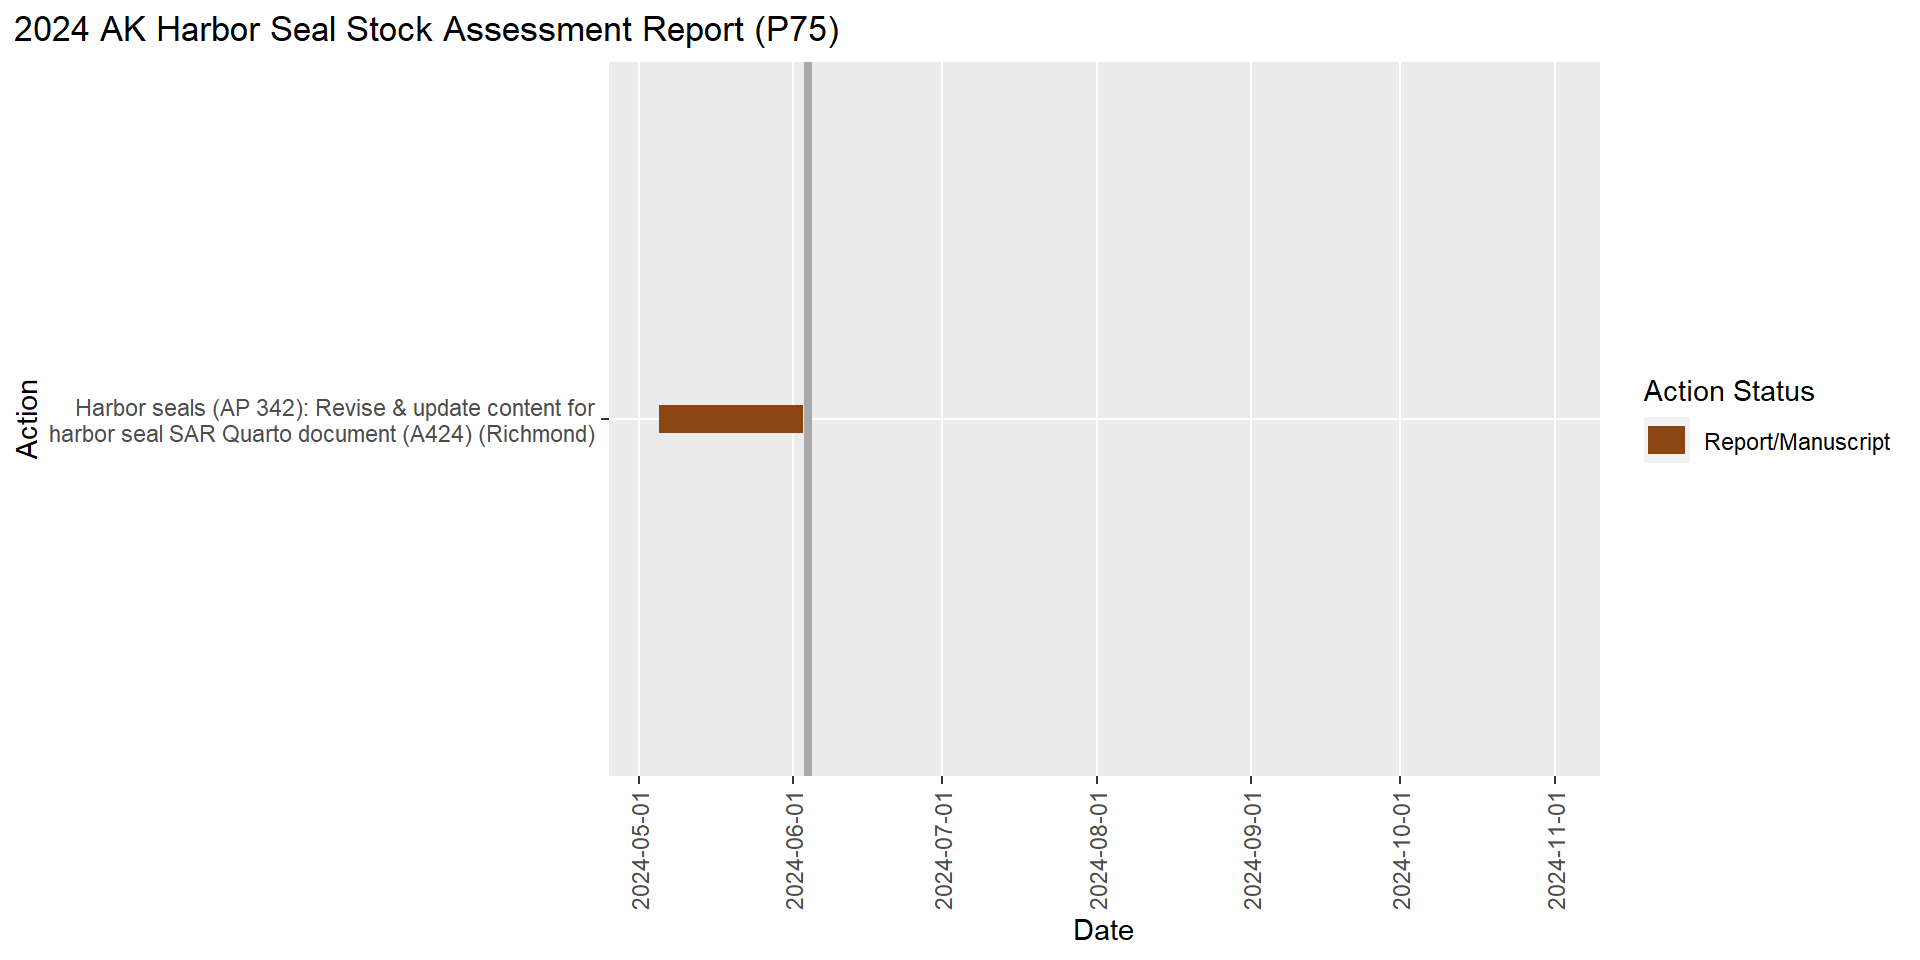 2024 AK Harbor Seal Stock Assessment Report (P75)
Action
Harbor seals (AP 342): Revise & update content for
harbor seal SAR Quarto document (A424) (Richmond)
Action Status
Report/Manuscript
2024-05-01
2024-06-01
2024-07-01
2024-08-01
2024-09-01
2024-10-01
2024-11-01
Date